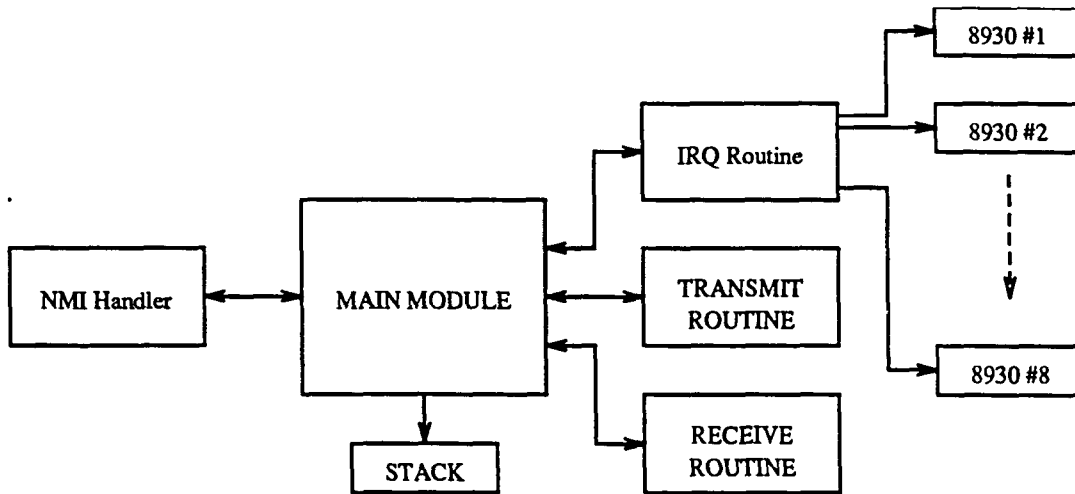 8930 #1
8930 #2
IRQ Routine
NMI Handler
MAIN MODULE
TRANSMIT
ROUTINE
8930 #8
RECEIVE
ROUTINE
STACK